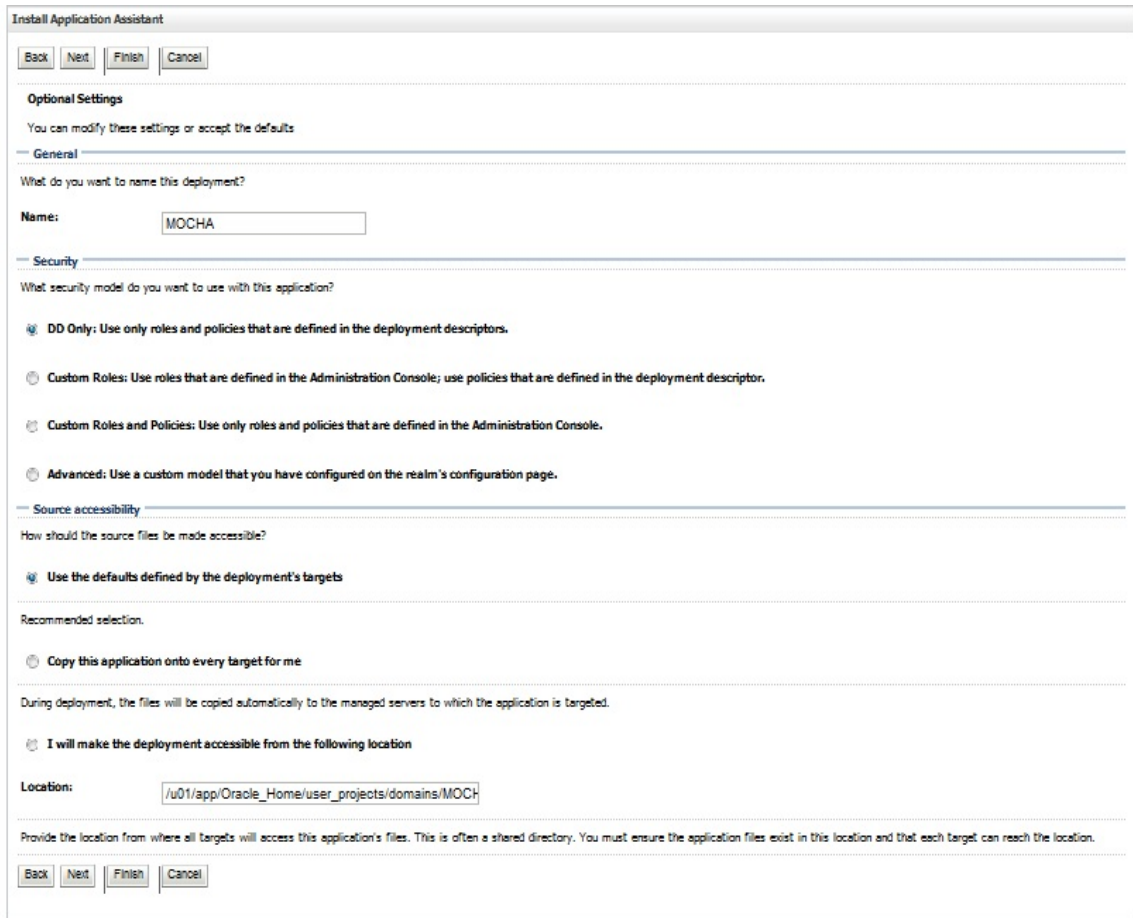 Install Application Assistant
Back Next Finish Cancel
Optional Settings
You can modify these settings or accept the defaults
General
What do you want to name this deployment?
Name: MOCHA
Security
What security model do you want to use with this application?
DD Only: Use only roles and policies that are defined in the deployment descriptors.
Custom Roles: Use roles that are defined in the Administration Console; use policies that are defined in the deployment descriptor.
Custom Roles and Policies: Use only roles and policies that are defined in the Administration Console.
Advanced: Use a custom model that you have configured on the realm's configuration page.
Source accessibility
How should the source files be made accessible?
Use the defaults defined by the deployment's targets
Recommended selection.
Copy this application onto every target for me
During deployment, the files will be copied automatically to the managed servers to which the application is targeted.
I will make the deployment accessible from the following location
Location: /u01/app/Oracle_Home/user_projects/domains/MOCH
Provide the location from where all targets will access this application's files. This is often a shared directory. You must ensure the application files exist in this location and that each target can reach the location.
Back Next Finish Cancel